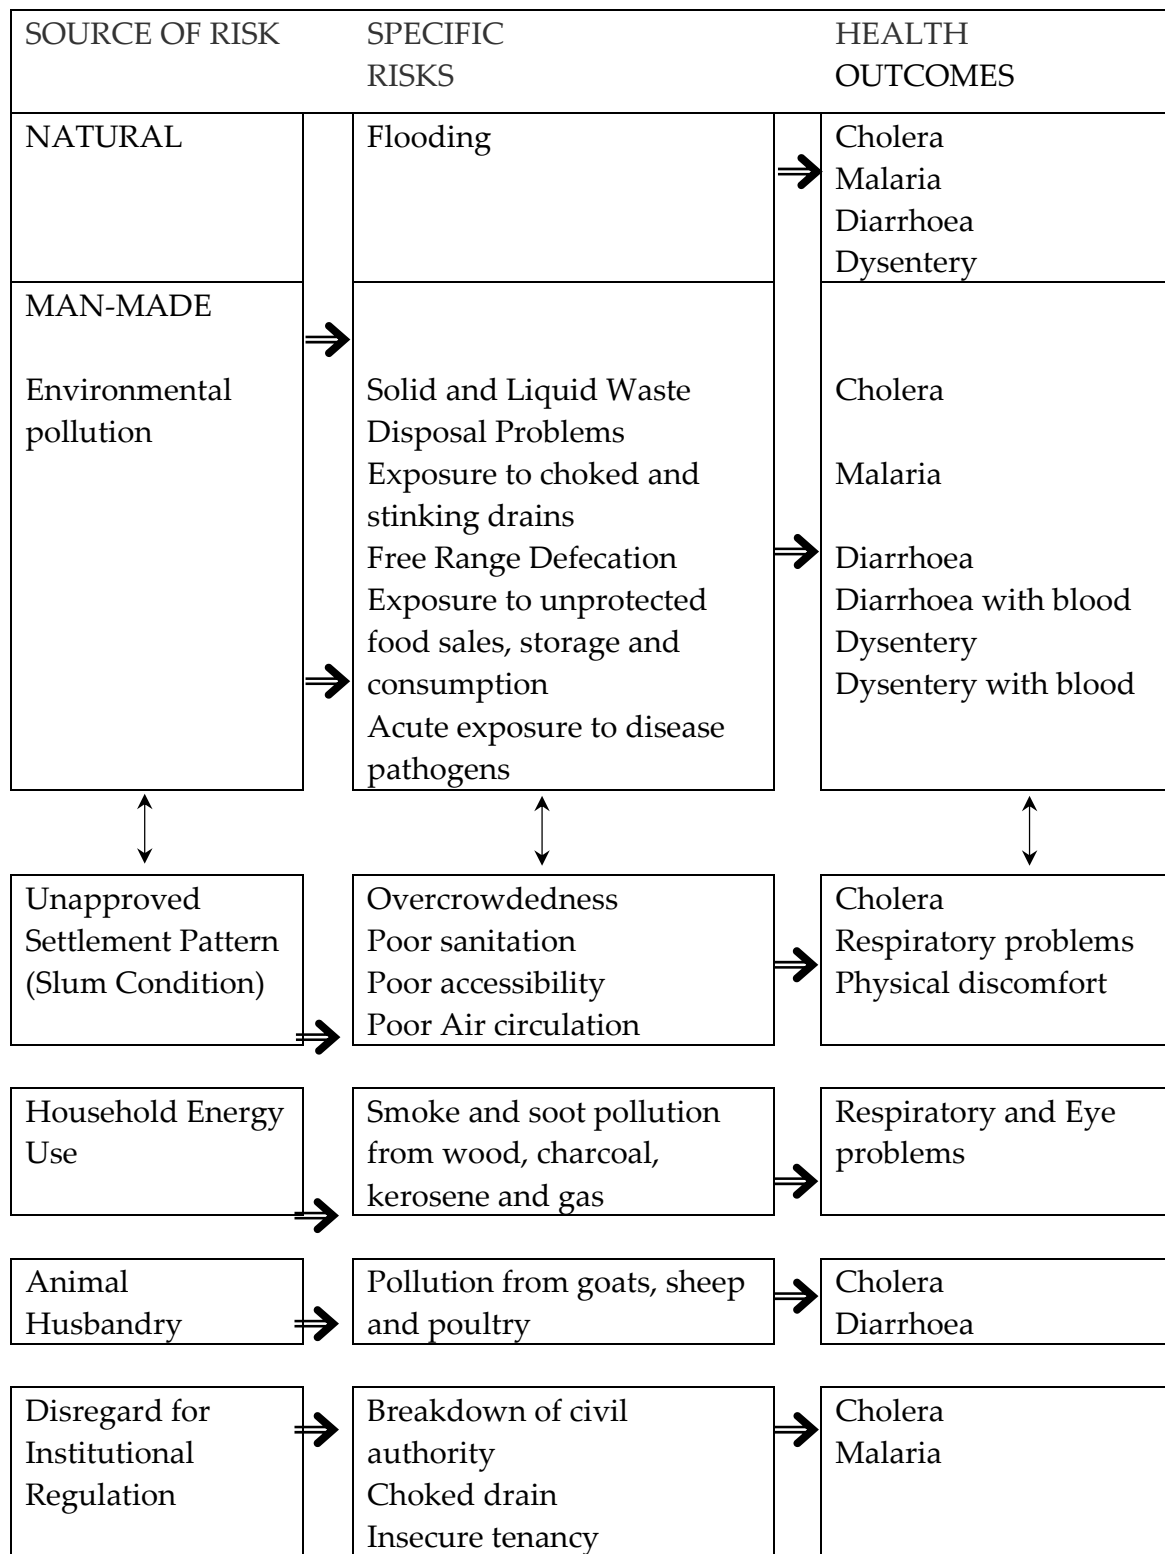 SOURCE OF RISK
SPECIFIC
RISKS
HEALTH
OUTCOMES
NATURAL
Flooding
Cholera
Malaria
Diarrhoea
Dysentery
MAN-MADE
Environmental
pollution
Solid and Liquid Waste
Disposal Problems
Exposure to choked and
stinking drains
Free Range Defecation
Exposure to unprotected
food sales, storage and
consumption
Acute exposure to disease
pathogens
Cholera
Malaria
Diarrhoea
Diarrhoea with blood
Dysentery
Dysentery with blood
Unapproved
Settlement Pattern
(Slum Condition)
Overcrowdedness
Poor sanitation
Poor accessibility
Poor Air circulation
Cholera
Respiratory problems
Physical discomfort
Household Energy
Use
Smoke and soot pollution
from wood, charcoal,
kerosene and gas
Respiratory and Eye
problems
Animal
Husbandry
Pollution from goats, sheep
and poultry
Cholera
Diarrhoea
Disregard for
Institutional
Regulation
Breakdown of civil
authority
Choked drain
Insecure tenancy
Cholera
Malaria